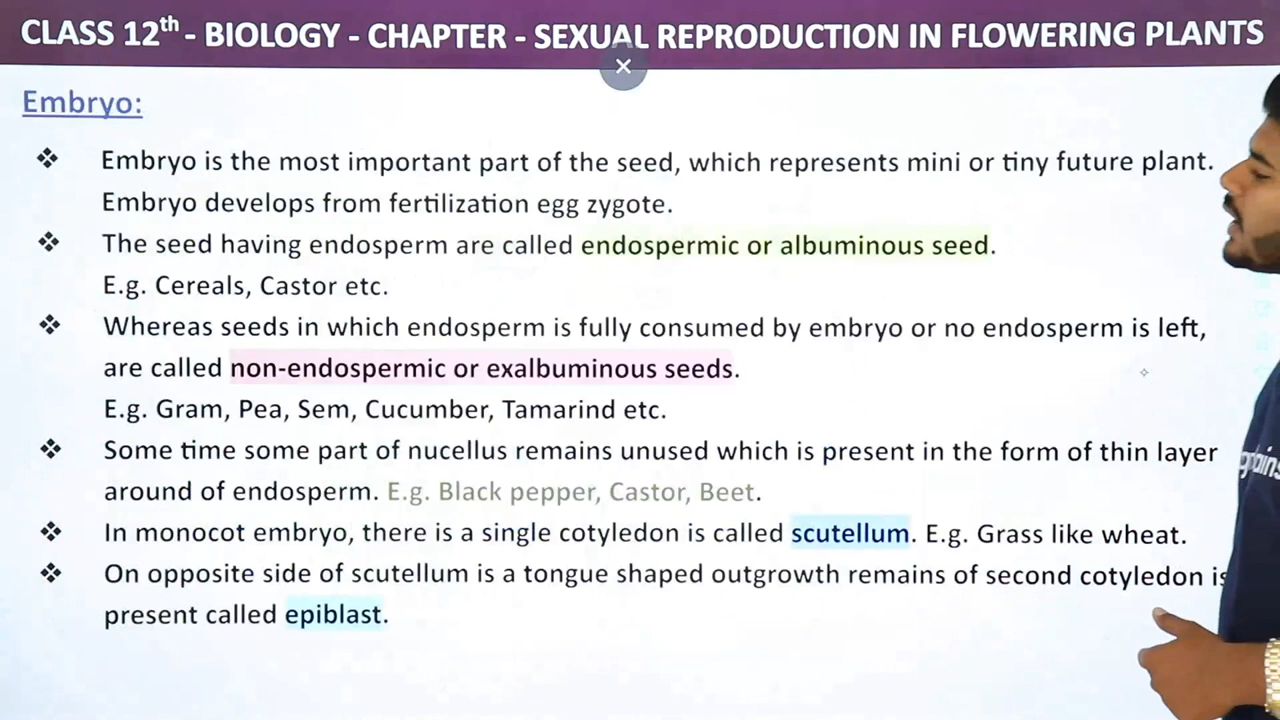 CLASS 12th - BIOLOGY - CHAPTER - SEXUAL REPRODUCTION IN FLOWERING PLANTS
Embryo:
❖ Embryo is the most important part of the seed, which represents mini or tiny future plant.
Embryo develops from fertilization egg zygote.
❖ The seed having endosperm are called endospermic or albuminous seed.
E.g. Cereals, Castor etc.
❖ Whereas seeds in which endosperm is fully consumed by embryo or no endosperm is left,
are called non-endospermic or exalbuminous seeds.
E.g. Gram, Pea, Sem, Cucumber, Tamarind etc.
❖ Some time some part of nucellus remains unused which is present in the form of thin layer
around of endosperm. E.g. Black pepper, Castor, Beet.
❖ In monocot embryo, there is a single cotyledon is called scutellum. E.g. Grass like wheat.
❖ On opposite side of scutellum is a tongue shaped outgrowth remains of second cotyledon is
present called epiblast.